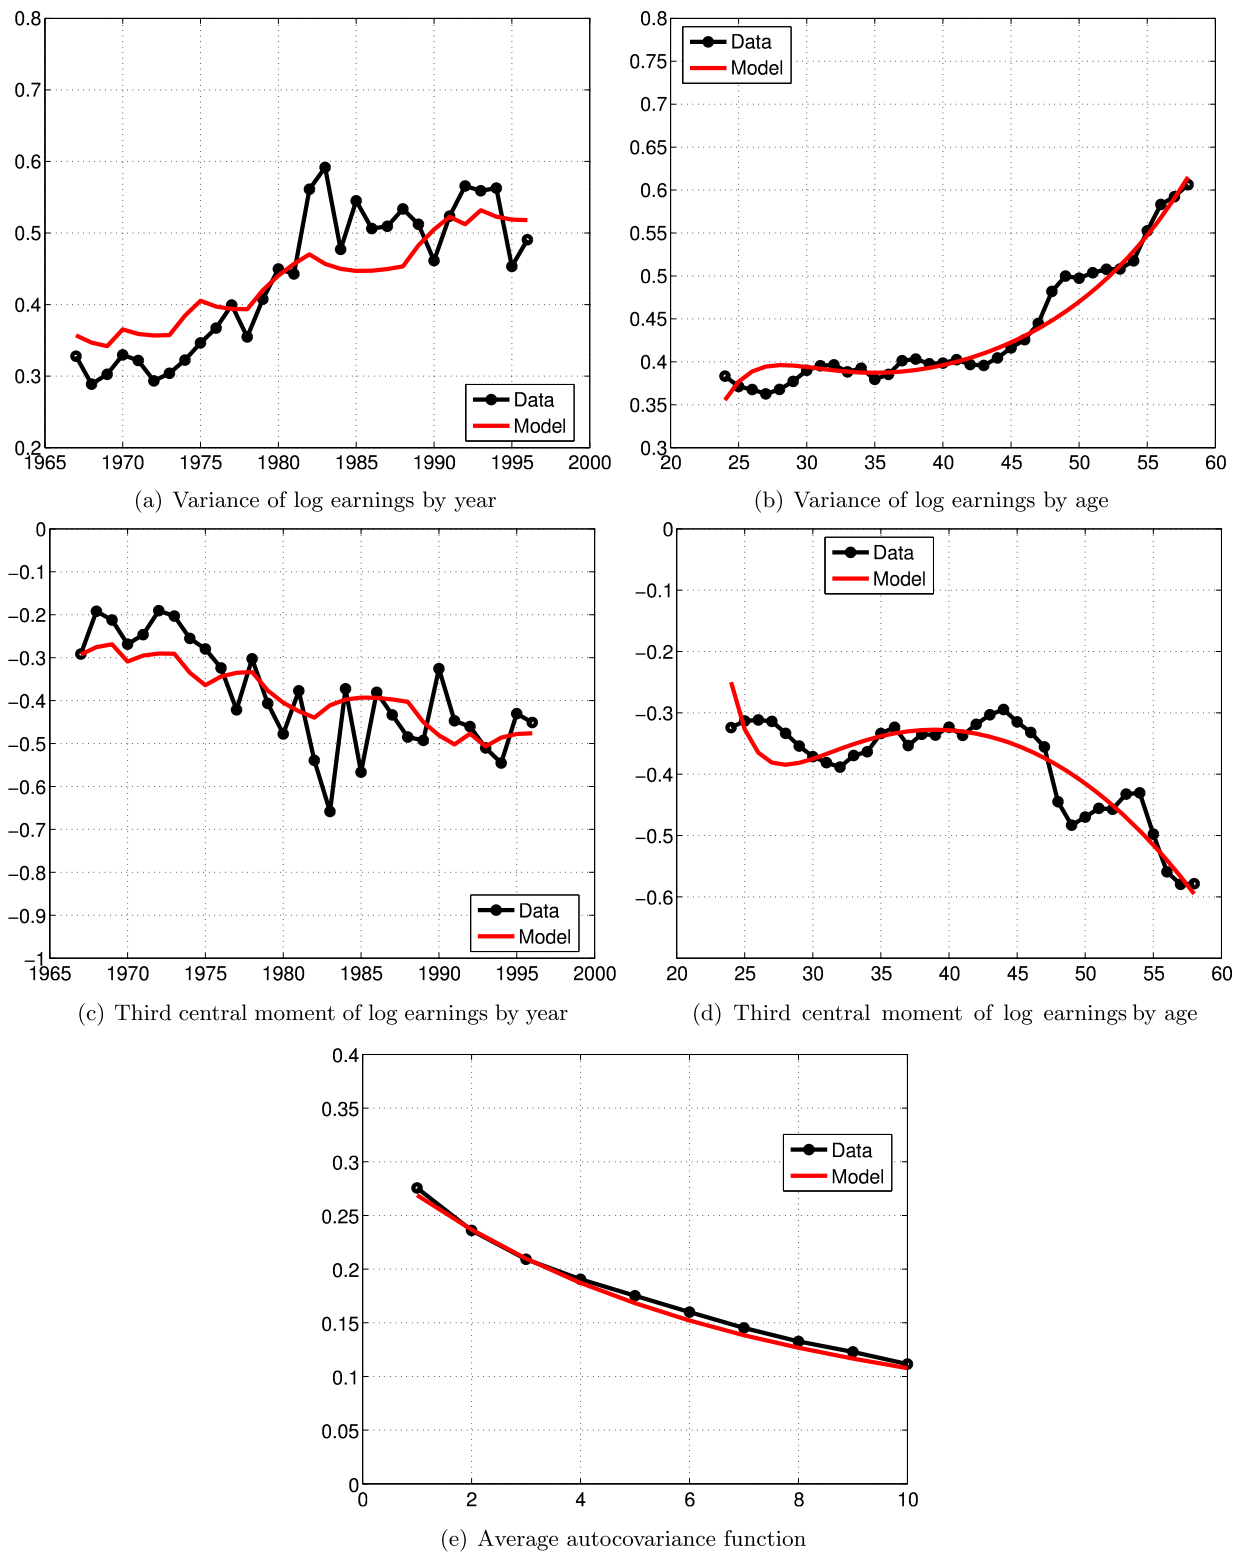 0.8
0.7
0.6
0.5
0.4
0.3
0.2
1965 1970 1975 1980 1985 1990 1995 2000
Data
Model
(a) Variance of log earnings by year
0.8
0.75
0.7
0.65
0.6
0.55
0.5
0.45
0.4
0.35
0.3
20 25 30 35 40 45 50 55 60
Data
Model
(b) Variance of log earnings by age
0
−0.1
−0.2
−0.3
−0.4
−0.5
−0.6
−0.7
−0.8
−0.9
−1
1965 1970 1975 1980 1985 1990 1995 2000
Data
Model
(c) Third central moment of log earnings by year
0
−0.1
−0.2
−0.3
−0.4
−0.5
−0.6
20 25 30 35 40 45 50 55 60
Data
Model
(d) Third central moment of log earnings by age
0.4
0.35
0.3
0.25
0.2
0.15
0.1
0.05
0
0 2 4 6 8 10
Data
Model
(e) Average autocovariance function